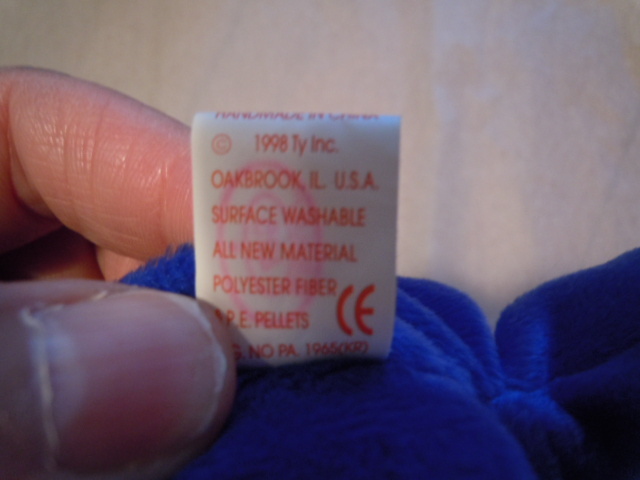 HANDMADE IN CHINA
© 1998 Ty Inc.
OAKBROOK, IL. U.S.A.
SURFACE WASHABLE
ALL NEW MATERIAL
POLYESTER FIBER
P.E. PELLETS CE
NO PA. 1965(KR)